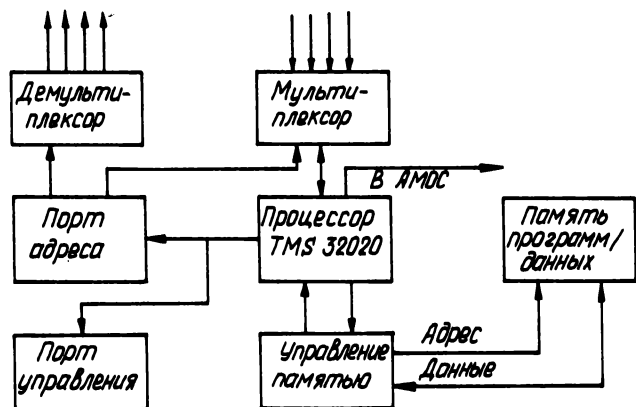 Демульти-
плексор
Мульти-
плексор
В АМОС
Порт
адреса
Процессор
TMS 32020
Память
программ/
данных
Порт
управления
Управление
памятью
Адрес
Данные